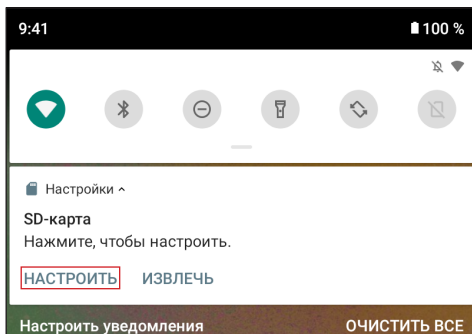 9:41 100 %
Настройки
SD-карта
Нажмите, чтобы настроить.
НАСТРОИТЬ ИЗВЛЕЧЬ
Настроить уведомления ОЧИСТИТЬ ВСЕ